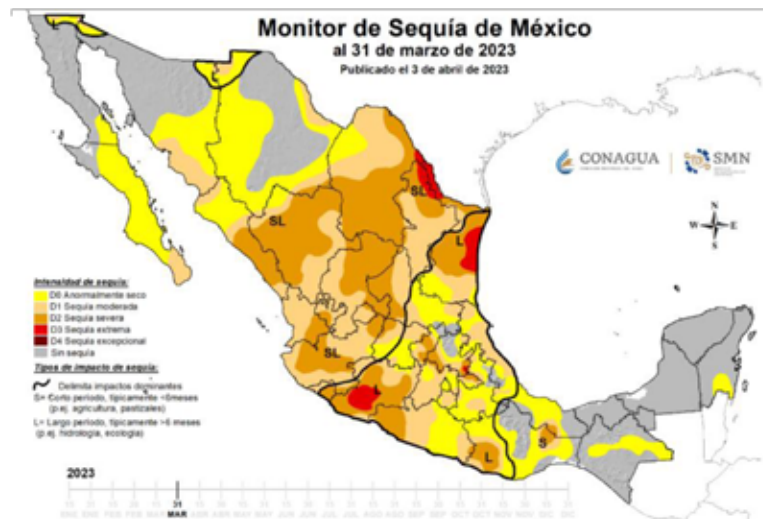 Monitor de Sequía de México
al 31 de marzo de 2023
Publicado el 3 de abril de 2023
CONAGUA
SMN
N
W E
S
L
SL
SL
L
SL
L
L
S
Intensidad de sequía:
D0 Anormalmente seco
D1 Sequía moderada
D2 Sequía severa
D3 Sequía extrema
D4 Sequía excepcional
Sin sequía
Tipos de impacto de sequía:
Delimita impactos dominantes
S= Corto periodo, típicamente <6meses
(p.ej. agricultura, pastizales)
L= Largo periodo, típicamente >6 meses
(p.ej. hidrología, ecología)
2023
31
MAR